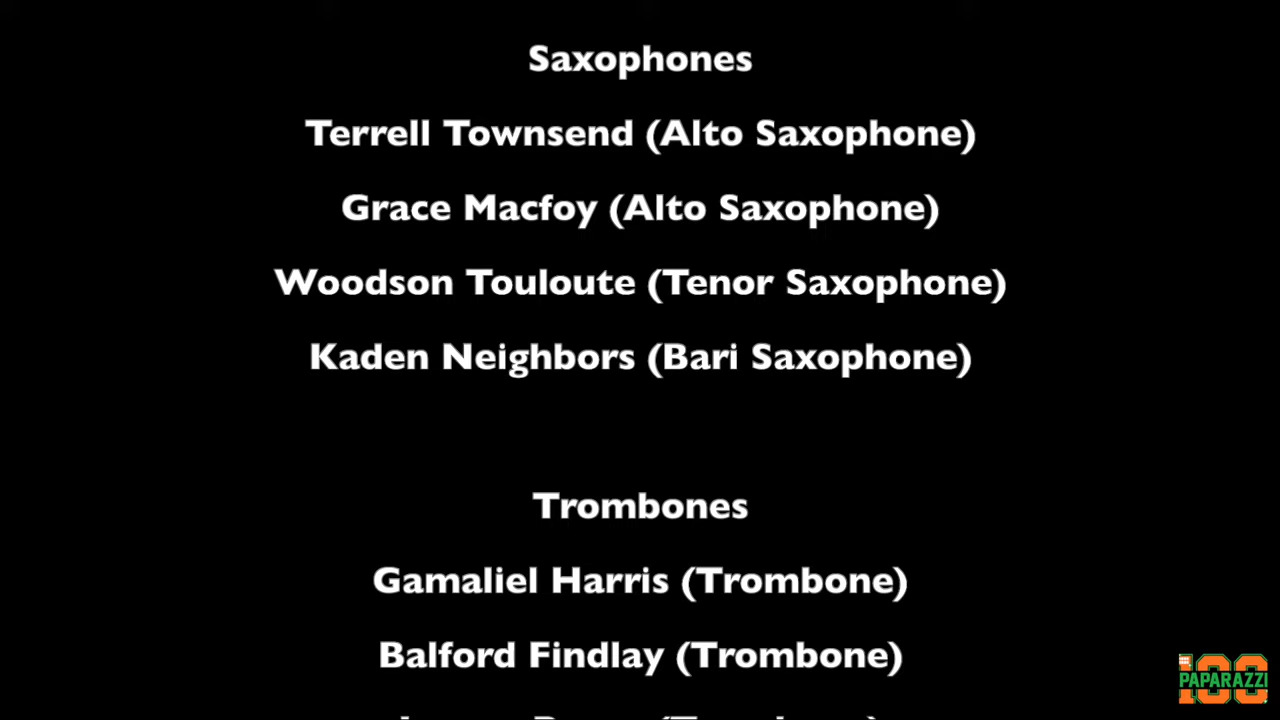 Saxophones
Terrell Townsend (Alto Saxophone)
Grace Macfoy (Alto Saxophone)
Woodson Touloute (Tenor Saxophone)
Kaden Neighbors (Bari Saxophone)
Trombones
Gamaliel Harris (Trombone)
Balford Findlay (Trombone)
100
PAPARAZZI